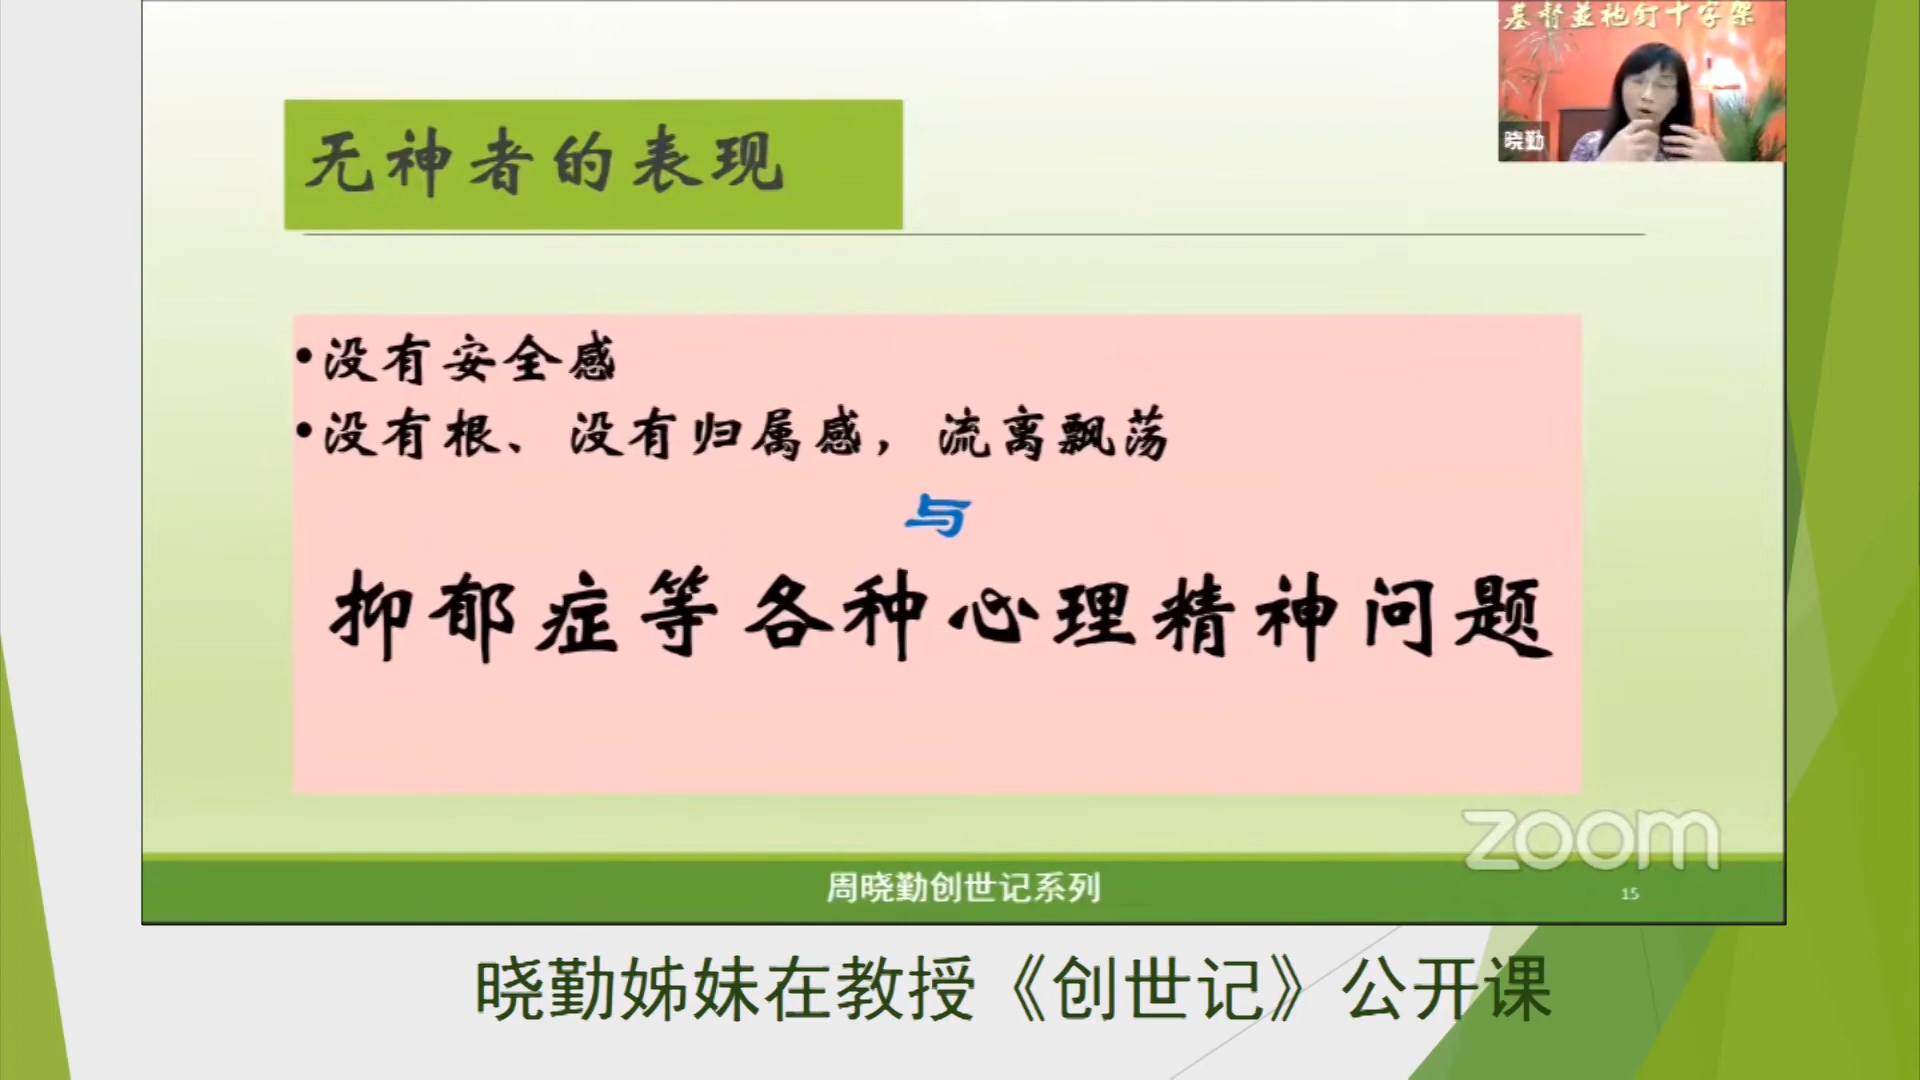 基督並祂钉十字架
晓勤
无神者的表现
•没有安全感
•没有根、没有归属感，流离飘荡
与
抑郁症等各种心理精神问题
zoom
周晓勤创世记系列
15
晓勤姊妹在教授《创世记》公开课